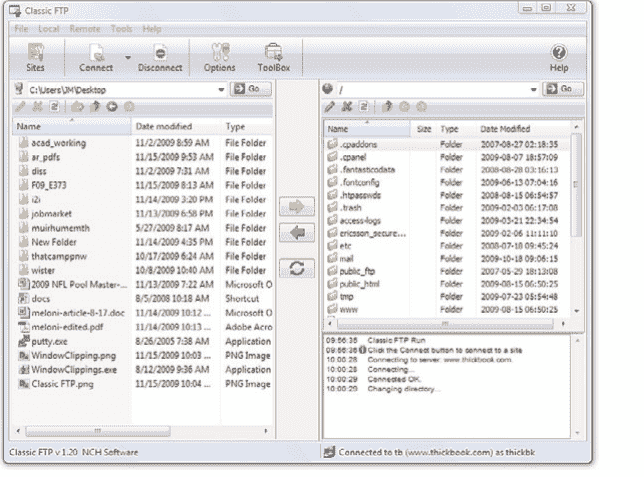 Classic FTP
File Local Remote Tools Help
Sites Connect Disconnect Options ToolBox Help
C:\Users\JM\Desktop Go
Name Date modified Type
acad_working 11/2/2009 8:59 AM File Folder
ar_pdfs 11/15/2009 9:53 AM File Folder
diss 11/2/2009 7:31 AM File Folder
F09_E373 11/15/2009 8:13 AM File Folder
i2i 11/14/2009 3:20 PM File Folder
jobmarket 11/13/2009 6:58 PM File Folder
muirhumemth 5/27/2009 8:17 AM File Folder
New Folder 11/14/2009 4:35 PM File Folder
thatcamppnw 10/17/2009 6:24 AM File Folder
wister 10/8/2009 10:40 AM File Folder
2009 NFL Pool Master-... 11/13/2009 7:22 AM Microsoft O
docs 8/5/2008 10:18 AM Shortcut
meloni-article-8-17.doc 11/14/2009 10:12 ... Microsoft O
meloni-edited.pdf 11/14/2009 10:13 ... Adobe Acro
putty.exe 8/26/2005 7:38 AM Application
WindowClipping.png 11/15/2009 10:03 ... PNG Image
WindowClippings.exe 8/12/2009 9:36 AM Application
Classic FTP.png 11/15/2009 10:04 ... PNG Image
/ Go
Name Size Type Date Modified
.cpaddons Folder 2007-08-27 02:18:35
.cpanel Folder 2009-08-07 18:57:09
.fantasticodata Folder 2008-08-28 03:16:13
.fontconfig Folder 2009-06-13 07:04:16
.htpasswds Folder 2008-08-15 06:54:57
.trash Folder 2009-02-03 06:17:08
access-logs Folder 2009-03-21 22:34:54
ericsson_secure... Folder 2009-02-06 11:11:10
etc Folder 2008-07-18 09:45:24
mail Folder 2009-10-18 09:06:15
public_ftp Folder 2007-05-29 18:13:08
public_html Folder 2009-08-15 06:50:25
tmp Folder 2009-07-23 05:54:48
www Folder 2009-08-15 06:50:25
09:56:35 Classic FTP Run
09:56:35 Click the Connect button to connect to a site
10:00:28 Connecting to server: www.thickbook.com.
10:00:28 Connecting...
10:00:29 Connected OK.
10:00:29 Changing directory...
Classic FTP v 1.20 NCH Software
Connected to tb (www.thickbook.com) as thickbk